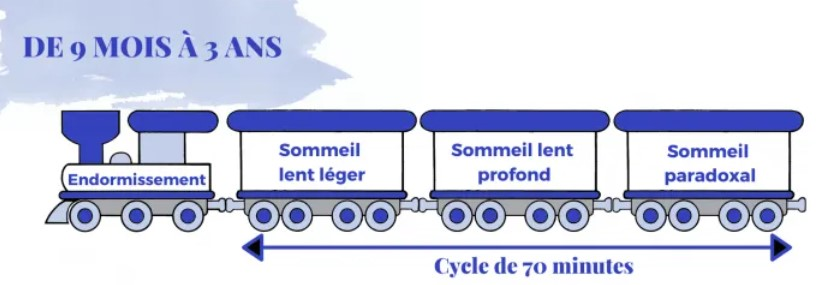 DE 9 MOIS À 3 ANS
Endormissement
Sommeil
lent léger
Sommeil lent
profond
Sommeil
paradoxal
Cycle de 70 minutes